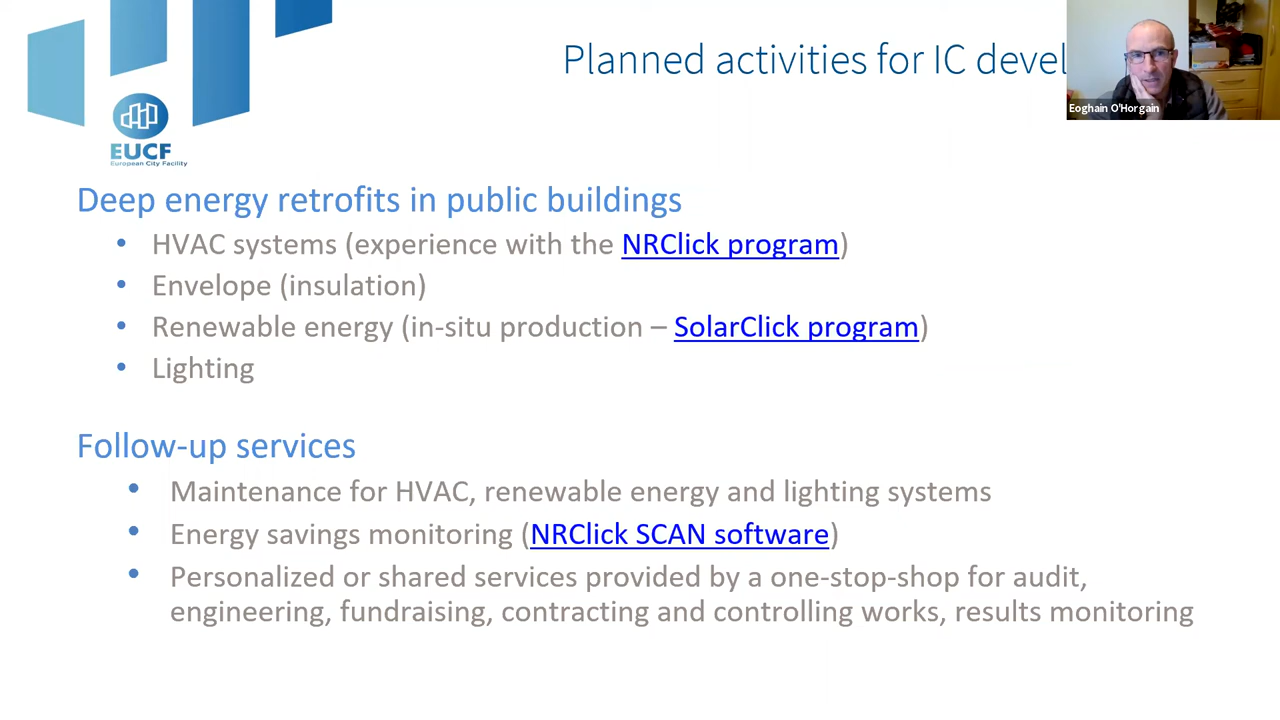 Planned activities for IC devel
Eoghain O'Horgain
EUCF
European City Facility
Deep energy retrofits in public buildings
• HVAC systems (experience with the NRClick program)
• Envelope (insulation)
• Renewable energy (in-situ production – SolarClick program)
• Lighting
Follow-up services
• Maintenance for HVAC, renewable energy and lighting systems
• Energy savings monitoring (NRClick SCAN software)
• Personalized or shared services provided by a one-stop-shop for audit,
engineering, fundraising, contracting and controlling works, results monitoring